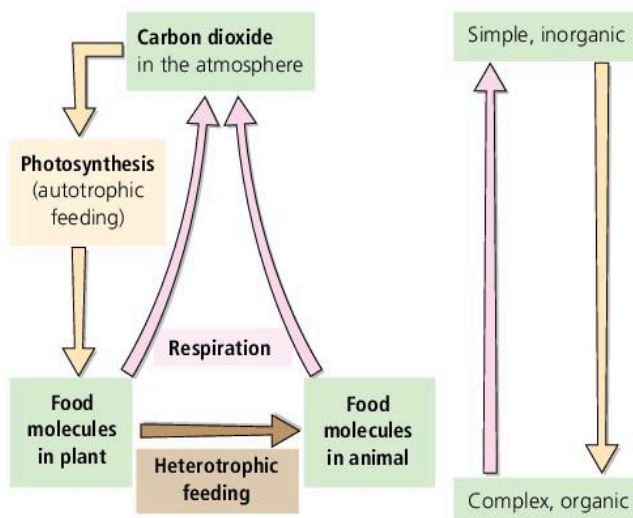 Carbon dioxide
in the atmosphere
Photosynthesis
(autotrophic
feeding)
Respiration
Food
molecules
in plant
Heterotrophic
feeding
Food
molecules
in animal
Simple, inorganic
Complex, organic